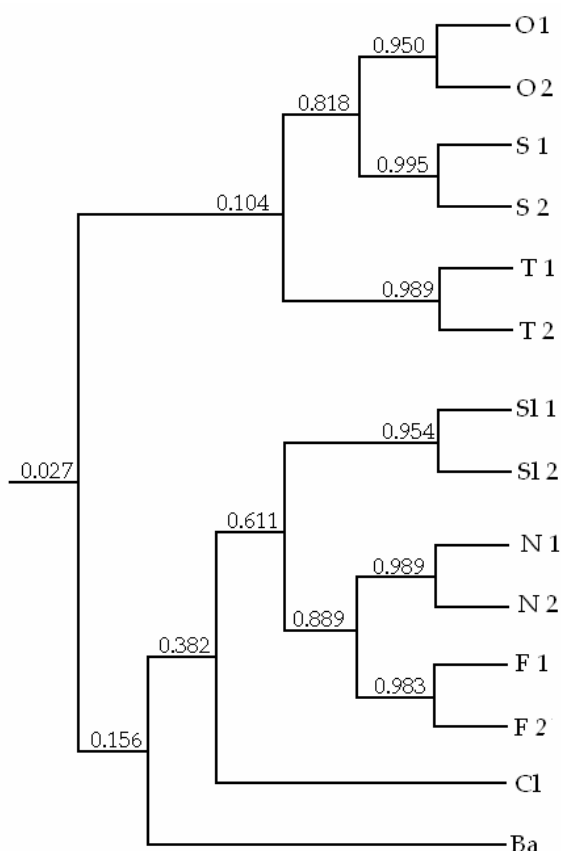 O 1
0.950
O 2
0.818
S 1
0.995
S 2
0.104
T 1
0.989
T 2
Sl 1
0.954
Sl 2
0.027
0.611
N 1
0.989
N 2
0.889
0.382
F 1
0.983
F 2
0.156
Cl
Ba